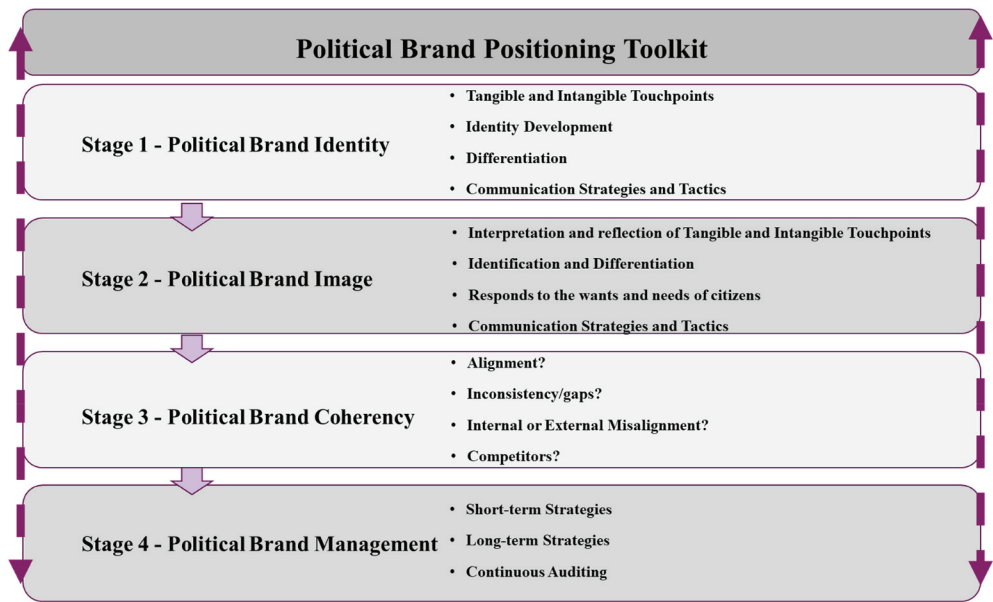 Political Brand Positioning Toolkit
Stage 1 - Political Brand Identity
• Tangible and Intangible Touchpoints
• Identity Development
• Differentiation
• Communication Strategies and Tactics
Stage 2 - Political Brand Image
• Interpretation and reflection of Tangible and Intangible Touchpoints
• Identification and Differentiation
• Responds to the wants and needs of citizens
• Communication Strategies and Tactics
Stage 3 - Political Brand Coherency
• Alignment?
• Inconsistency/gaps?
• Internal or External Misalignment?
• Competitors?
Stage 4 - Political Brand Management
• Short-term Strategies
• Long-term Strategies
• Continuous Auditing